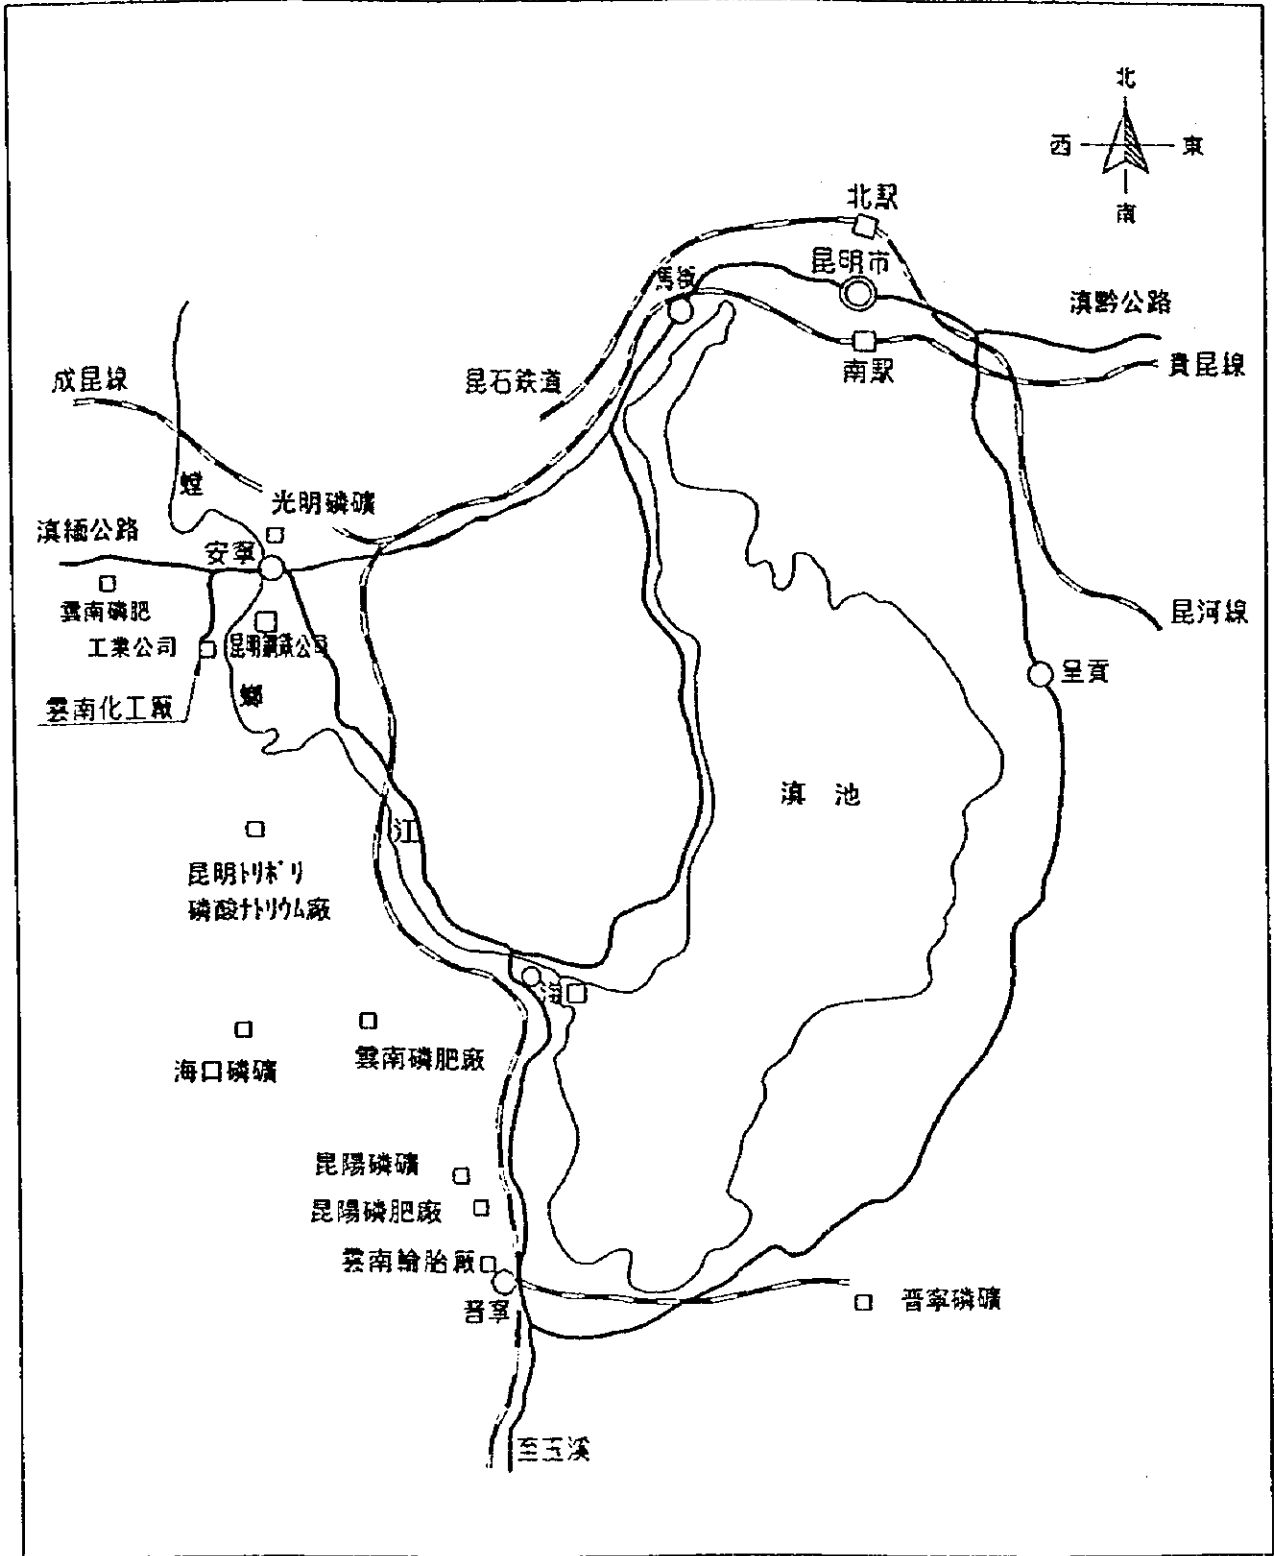 北
西 東
南
北駅
昆明市
馬街
滇黔公路
南駅
貴昆線
昆石鉄道
成昆線
螳
光明磷礦
滇緬公路
安寧
雲南磷肥
工業公司
昆明鋼鉄公司
昆河線
呈貢
螂
雲南化工廠
滇池
江
昆明トリポリ
磷酸ナトリウム廠
海口
雲南磷肥廠
海口磷礦
昆陽磷礦
昆陽磷肥廠
雲南輪胎廠
晋寧
晋寧磷礦
至玉溪